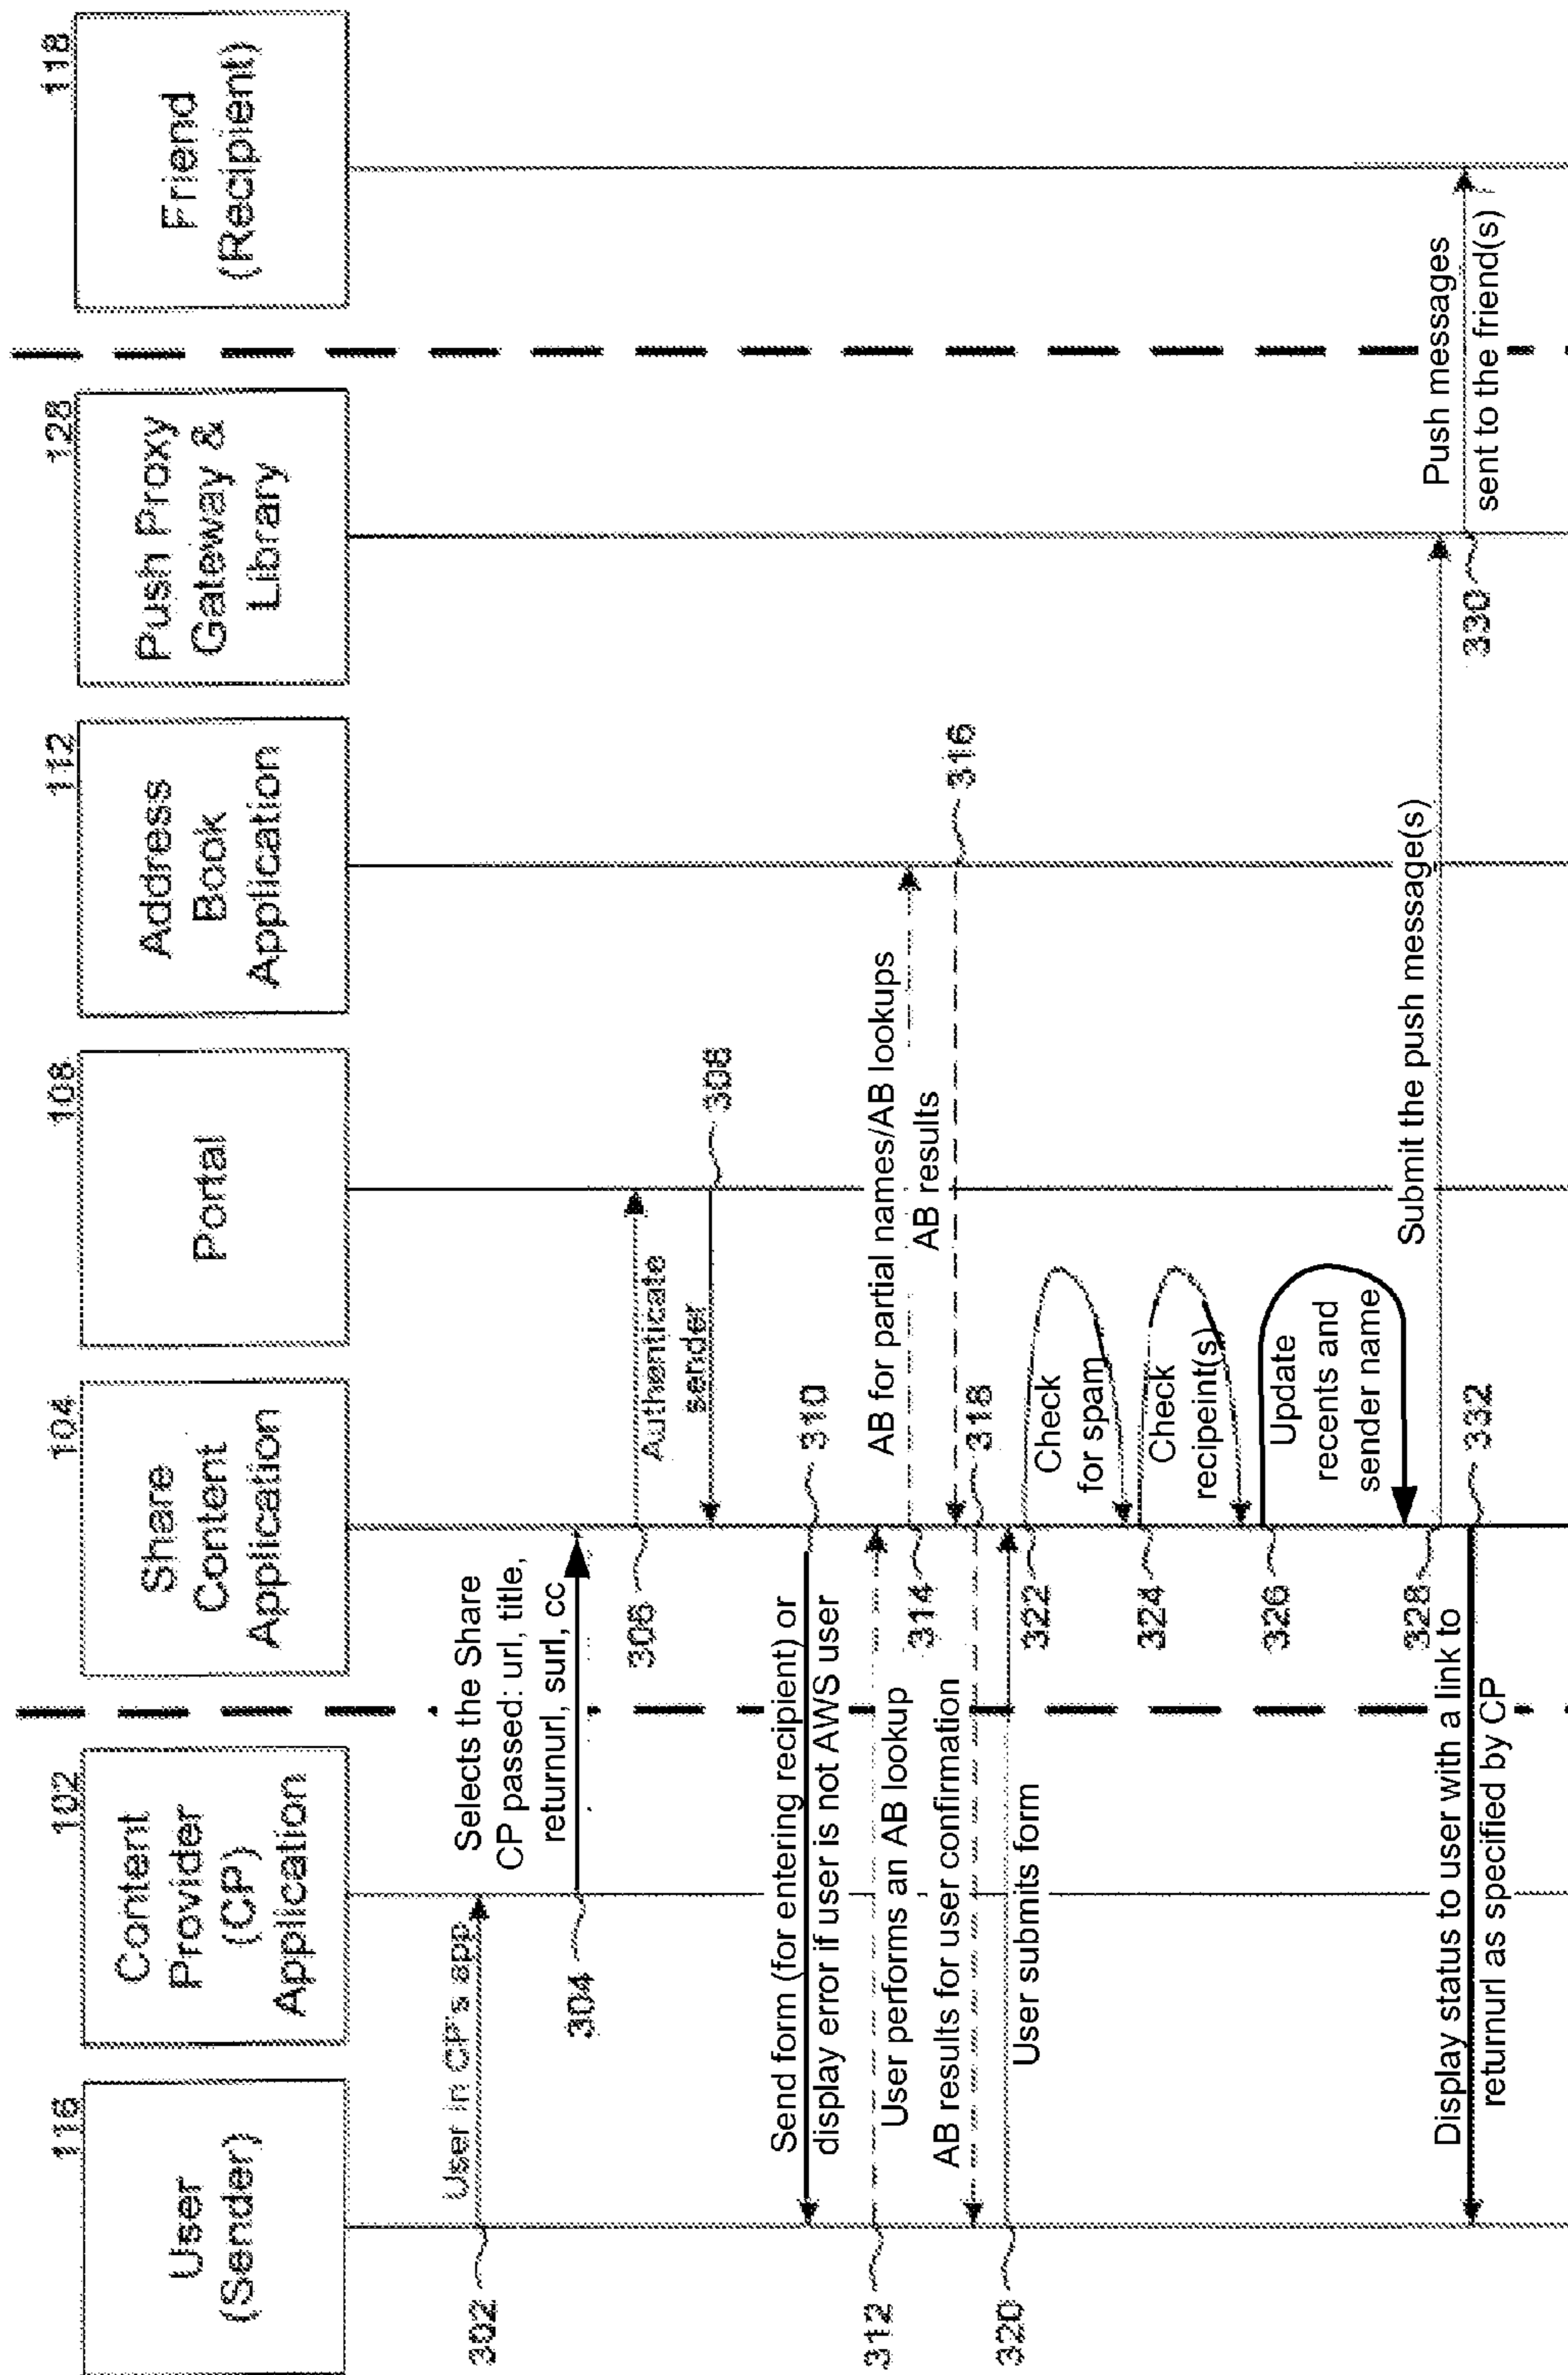 116
User
(Sender)
102
Content
Provider
(CP)
Application
104
Share
Content
Application
108
Portal
112
Address
Book
Application
128
Push Proxy
Gateway &
Library
118
Friend
(Recipient)
302
User in CP's app
304
Selects the Share
CP passed: url, title,
returnurl, surl, cc
306
Authenticate
sender
308
310
Send form (for entering recipient) or
display error if user is not AWS user
312
User performs an AB lookup
314
AB for partial names/AB lookups
AB results
316
318
AB results for user confirmation
320
User submits form
322
Check
for spam
324
Check
recipeint(s)
326
Update
recents and
sender name
328
Submit the push message(s)
330
Push messages
sent to the friend(s)
332
Display status to user with a link to
returnurl as specified by CP